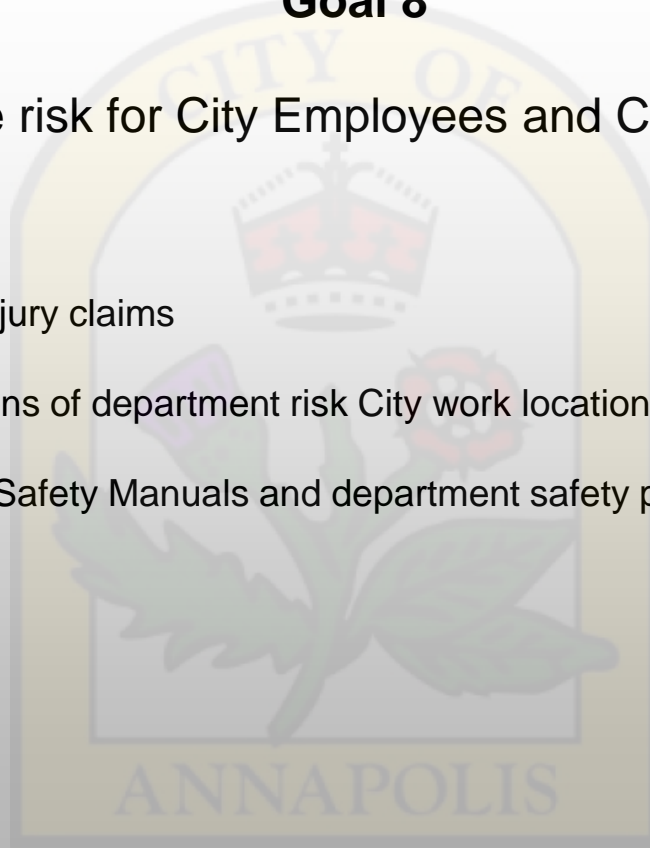 Goal 8
CITY OF
e risk for City Employees and C
jury claims
ns of department risk City work location
Safety Manuals and department safety p
ANNAPOLIS